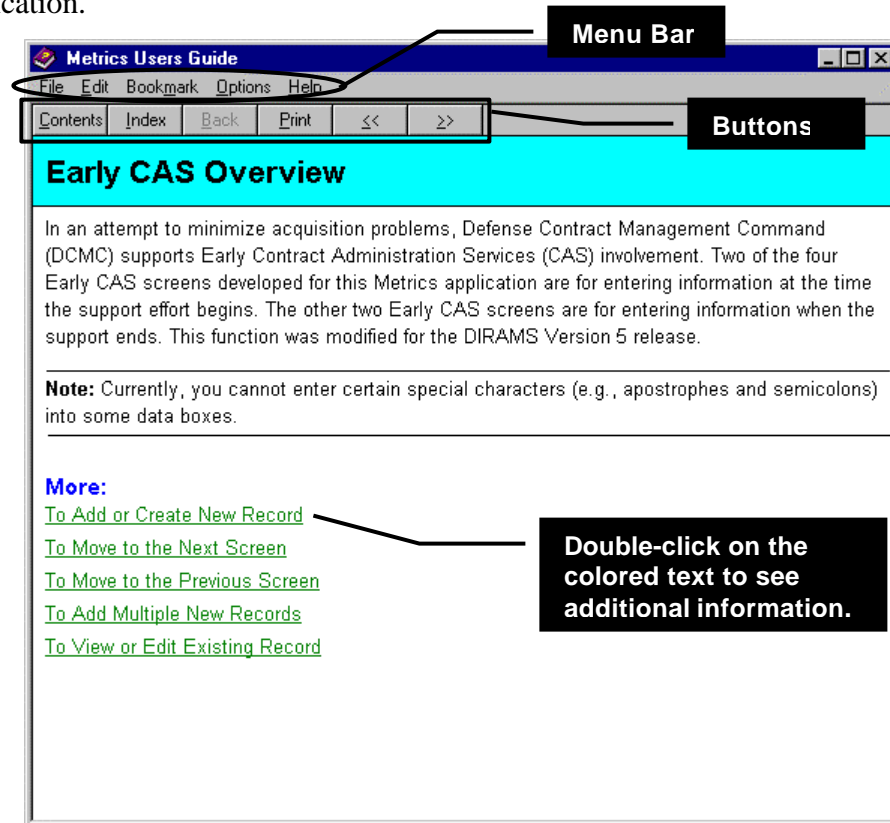 ication.
Menu Bar
Metrics Users Guide
File Edit Bookmark Options Help
Contents Index Back Print << >>
Buttons
Early CAS Overview
In an attempt to minimize acquisition problems, Defense Contract Management Command
(DCMC) supports Early Contract Administration Services (CAS) involvement. Two of the four
Early CAS screens developed for this Metrics application are for entering information at the time
the support effort begins. The other two Early CAS screens are for entering information when the
support ends. This function was modified for the DIRAMS Version 5 release.
Note: Currently, you cannot enter certain special characters (e.g., apostrophes and semicolons)
into some data boxes.
More:
To Add or Create New Record
To Move to the Next Screen
To Move to the Previous Screen
To Add Multiple New Records
To View or Edit Existing Record
Double-click on the
colored text to see
additional information.